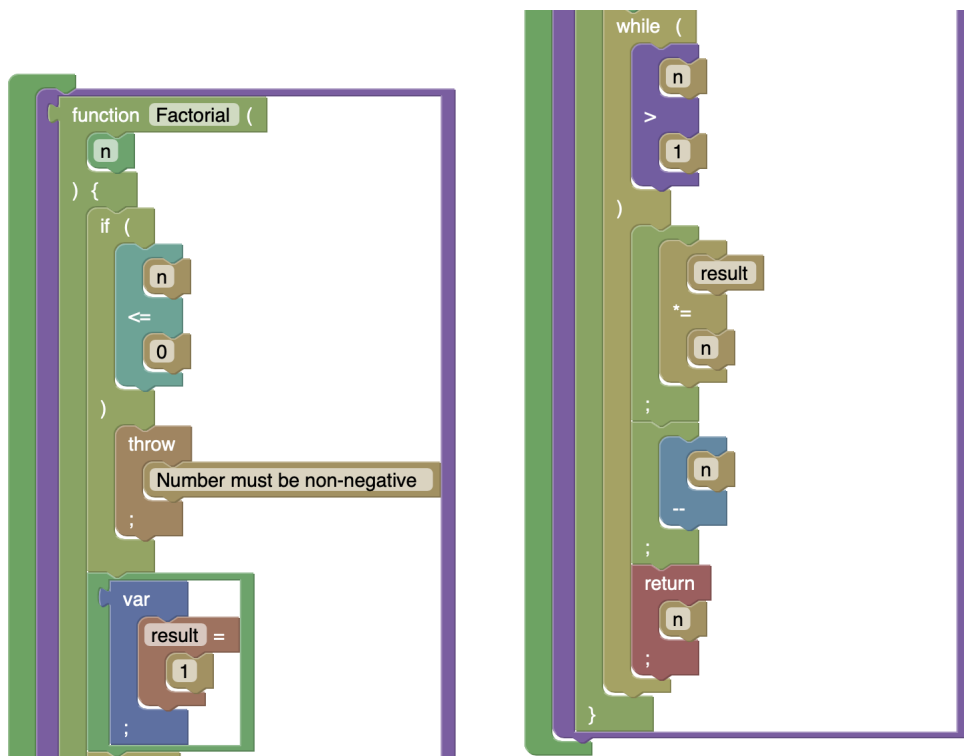 function Factorial (
n
) {
if (
n
<=
0
)
throw
Number must be non-negative
;
var
result =
1
;
while (
n
>
1
)
result
*=
n
;
n
--
;
return
n
;
}